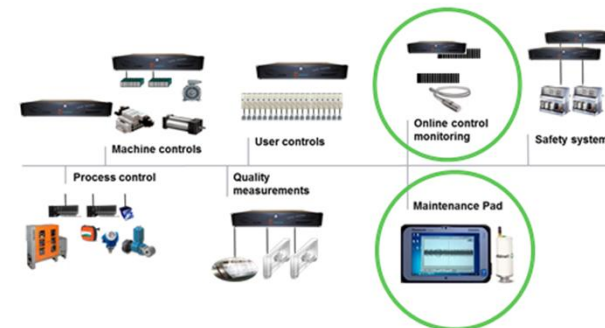 Machine controls
User controls
Online control
monitoring
Safety system
Process control
Quality
measurements
Maintenance Pad